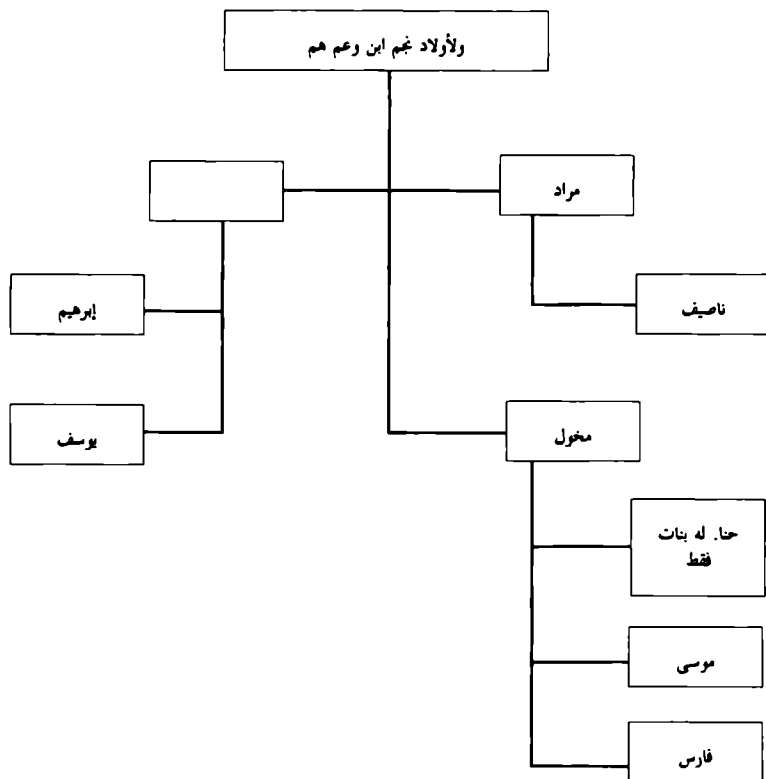 ولأولاد نجم ابن وعم هم
مراد
ناصيف
إبرهيم
يوسف
مخول
حنا. له بنات
فقط
موسى
فارس